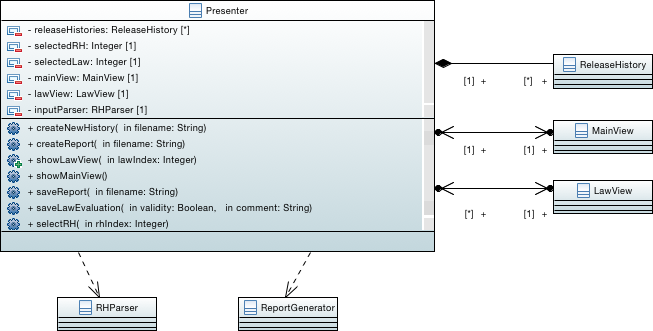 Presenter
- releaseHistories: ReleaseHistory [*]
- selectedRH: Integer [1]
- selectedLaw: Integer [1]
- mainView: MainView [1]
- lawView: LawView [1]
- inputParser: RHParser [1]
+ createNewHistory( in filename: String)
+ createReport( in filename: String)
+ showLawView( in lawIndex: Integer)
+ showMainView()
+ saveReport( in filename: String)
+ saveLawEvaluation( in validity: Boolean, in comment: String)
+ selectRH( in rhIndex: Integer)
ReleaseHistory
[1] + [*] +
MainView
[1] + [1] +
LawView
[*] + [1] +
RHParser
ReportGenerator